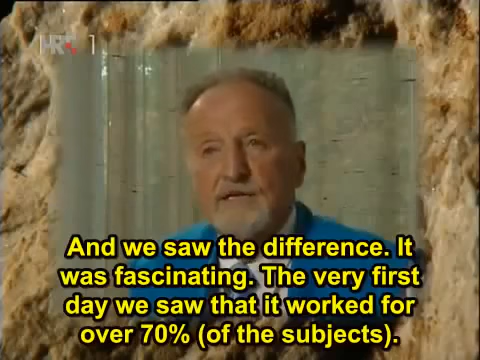 HRT 1
And we saw the difference. It
was fascinating. The very first
day we saw that it worked for
over 70% (of the subjects).